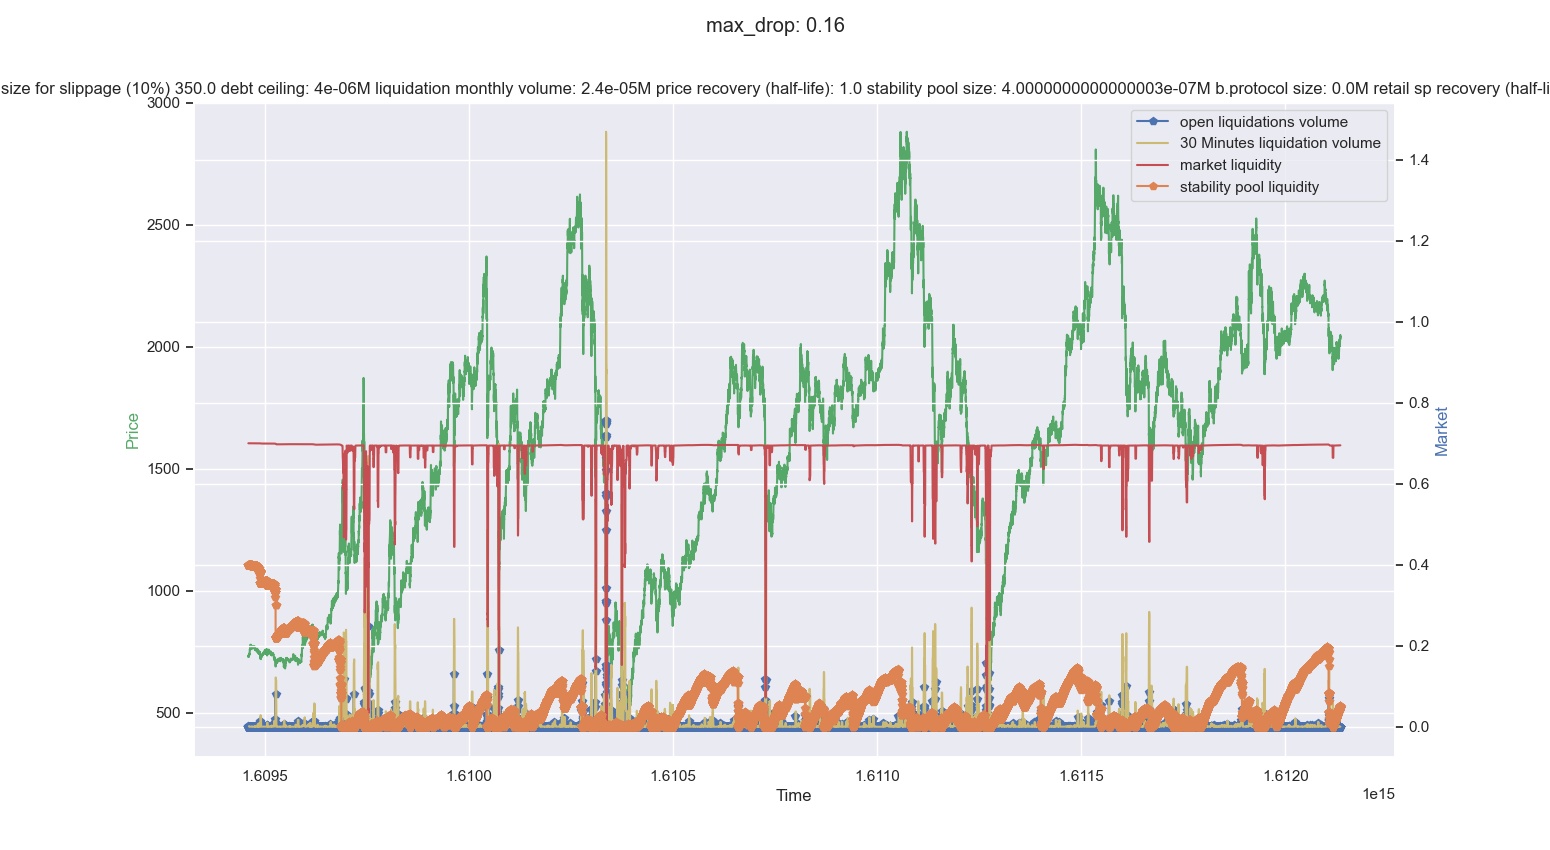 max_drop: 0.16
size for slippage (10%) 350.0 debt ceiling: 4e-06M liquidation monthly volume: 2.4e-05M price recovery (half-life): 1.0 stability pool size: 4.0000000000000003e-07M b.protocol size: 0.0M retail sp recovery (half-li
open liquidations volume
30 Minutes liquidation volume
market liquidity
stability pool liquidity
3000
2500
2000
1500
1000
500
Price
1.4
1.2
1.0
0.8
0.6
0.4
0.2
0.0
Market
1.6095 1.6100 1.6105 1.6110 1.6115 1.6120
Time
1e15